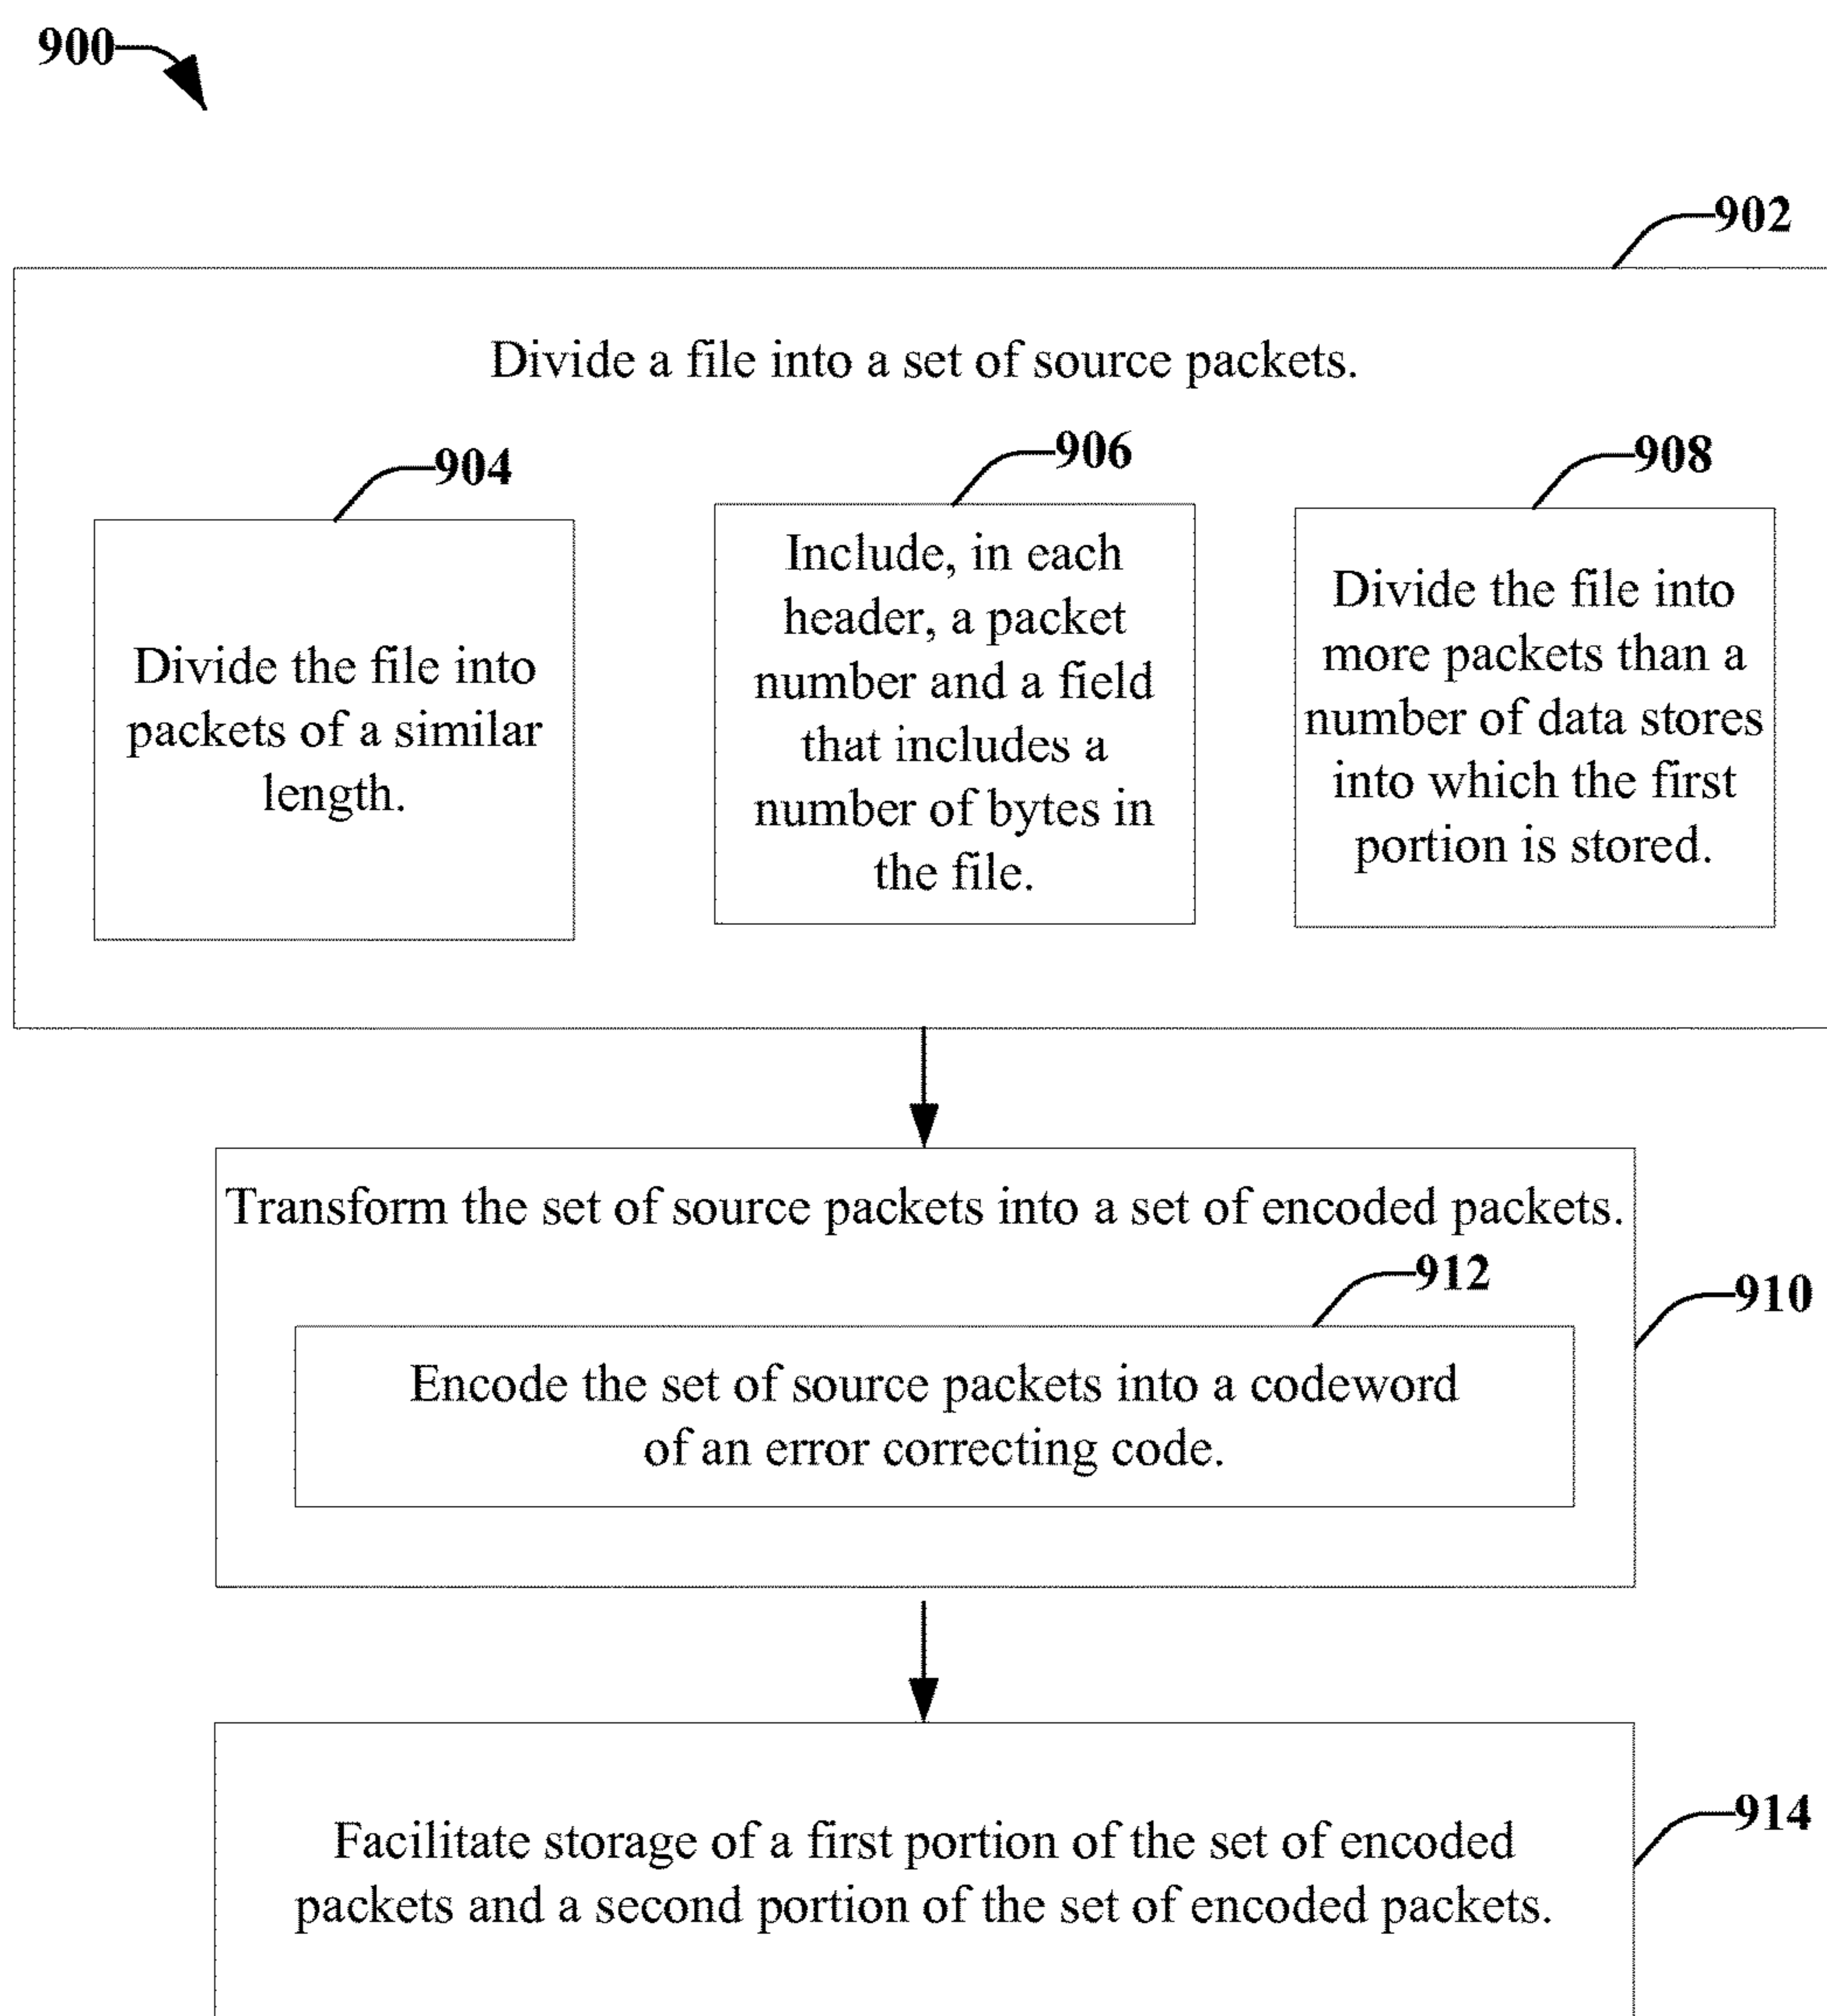 900
902
Divide a file into a set of source packets.
904
906
908
Divide the file into
packets of a similar
length.
Include, in each
header, a packet
number and a field
that includes a
number of bytes in
the file.
Divide the file into
more packets than a
number of data stores
into which the first
portion is stored.
Transform the set of source packets into a set of encoded packets.
912
910
Encode the set of source packets into a codeword
of an error correcting code.
914
Facilitate storage of a first portion of the set of encoded
packets and a second portion of the set of encoded packets.